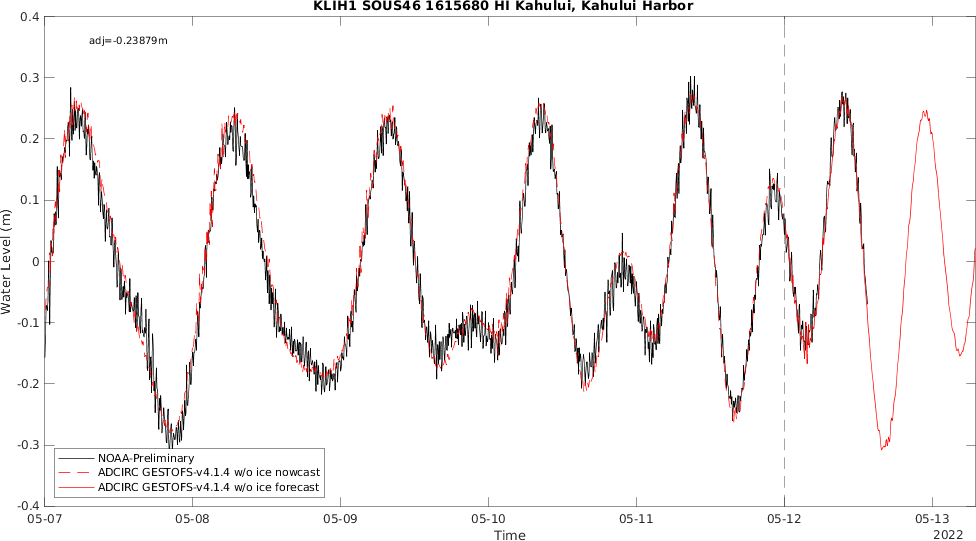 KLIH1 SOUS46 1615680 HI Kahului, Kahului Harbor
0.4
adj=-0.23879m
0.3
0.2
0.1
0
-0.1
-0.2
-0.3
-0.4
Water Level (m)
NOAA-Preliminary
ADCIRC GESTOFS-v4.1.4 w/o ice nowcast
ADCIRC GESTOFS-v4.1.4 w/o ice forecast
05-07 05-08 05-09 05-10 05-11 05-12 05-13
Time
2022